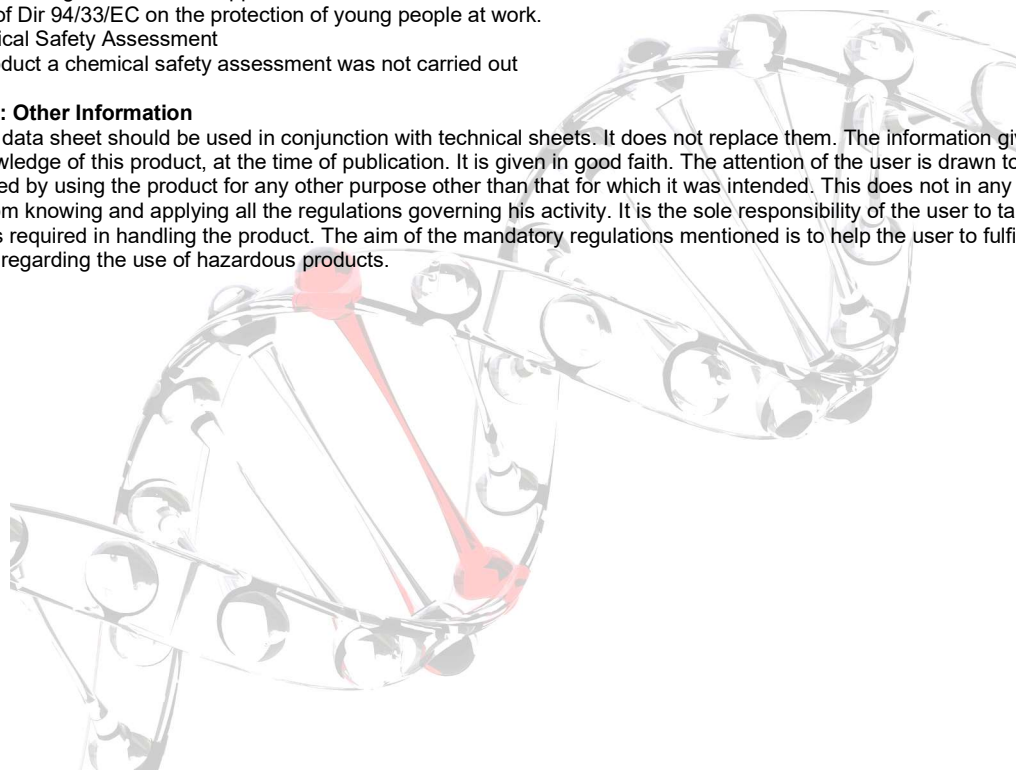 of Dir 94/33/EC on the protection of young people at work.
ical Safety Assessment
duct a chemical safety assessment was not carried out
: Other Information
data sheet should be used in conjunction with technical sheets. It does not replace them. The information gi
wledge of this product, at the time of publication. It is given in good faith. The attention of the user is drawn to
ed by using the product for any other purpose other than that for which it was intended. This does not in any
om knowing and applying all the regulations governing his activity. It is the sole responsibility of the user to ta
s required in handling the product. The aim of the mandatory regulations mentioned is to help the user to fulfi
regarding the use of hazardous products.